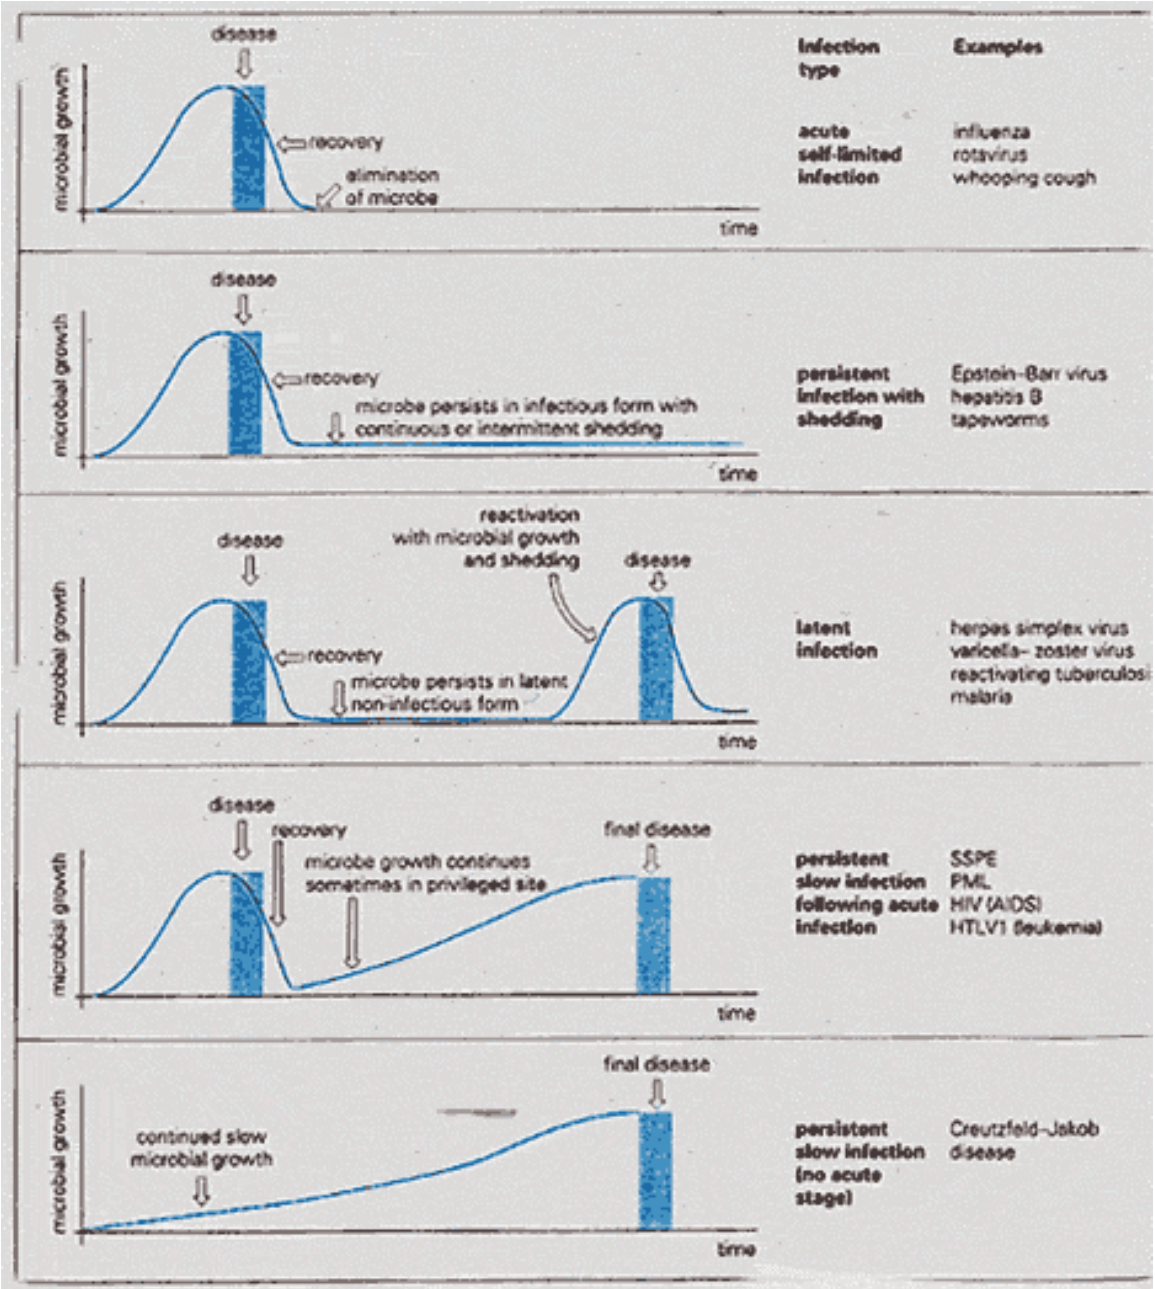 Infection type
Examples
disease
microbial growth
recovery
elimination
of microbe
time
acute
self-limited
infection
influenza
rotavirus
whooping cough
disease
microbial growth
recovery
microbe persists in infectious form with
continuous or intermittent shedding
time
persistent
infection with
shedding
Epstein-Barr virus
hepatitis B
tapeworms
disease
microbial growth
recovery
microbe persists in latent
non-infectious form
reactivation
with microbial growth
and shedding
disease
time
latent
infection
herpes simplex virus
varicella- zoster virus
reactivating tuberculosi
malaria
disease
recovery
microbial growth
microbe growth continues
sometimes in privileged site
final disease
time
persistent
slow infection
following acute
infection
SSPE
PML
HIV (AIDS)
HTLV1 (leukemia)
microbial growth
continued slow
microbial growth
final disease
time
persistent
slow infection
(no acute
stage)
Creutzfeld-Jakob
disease